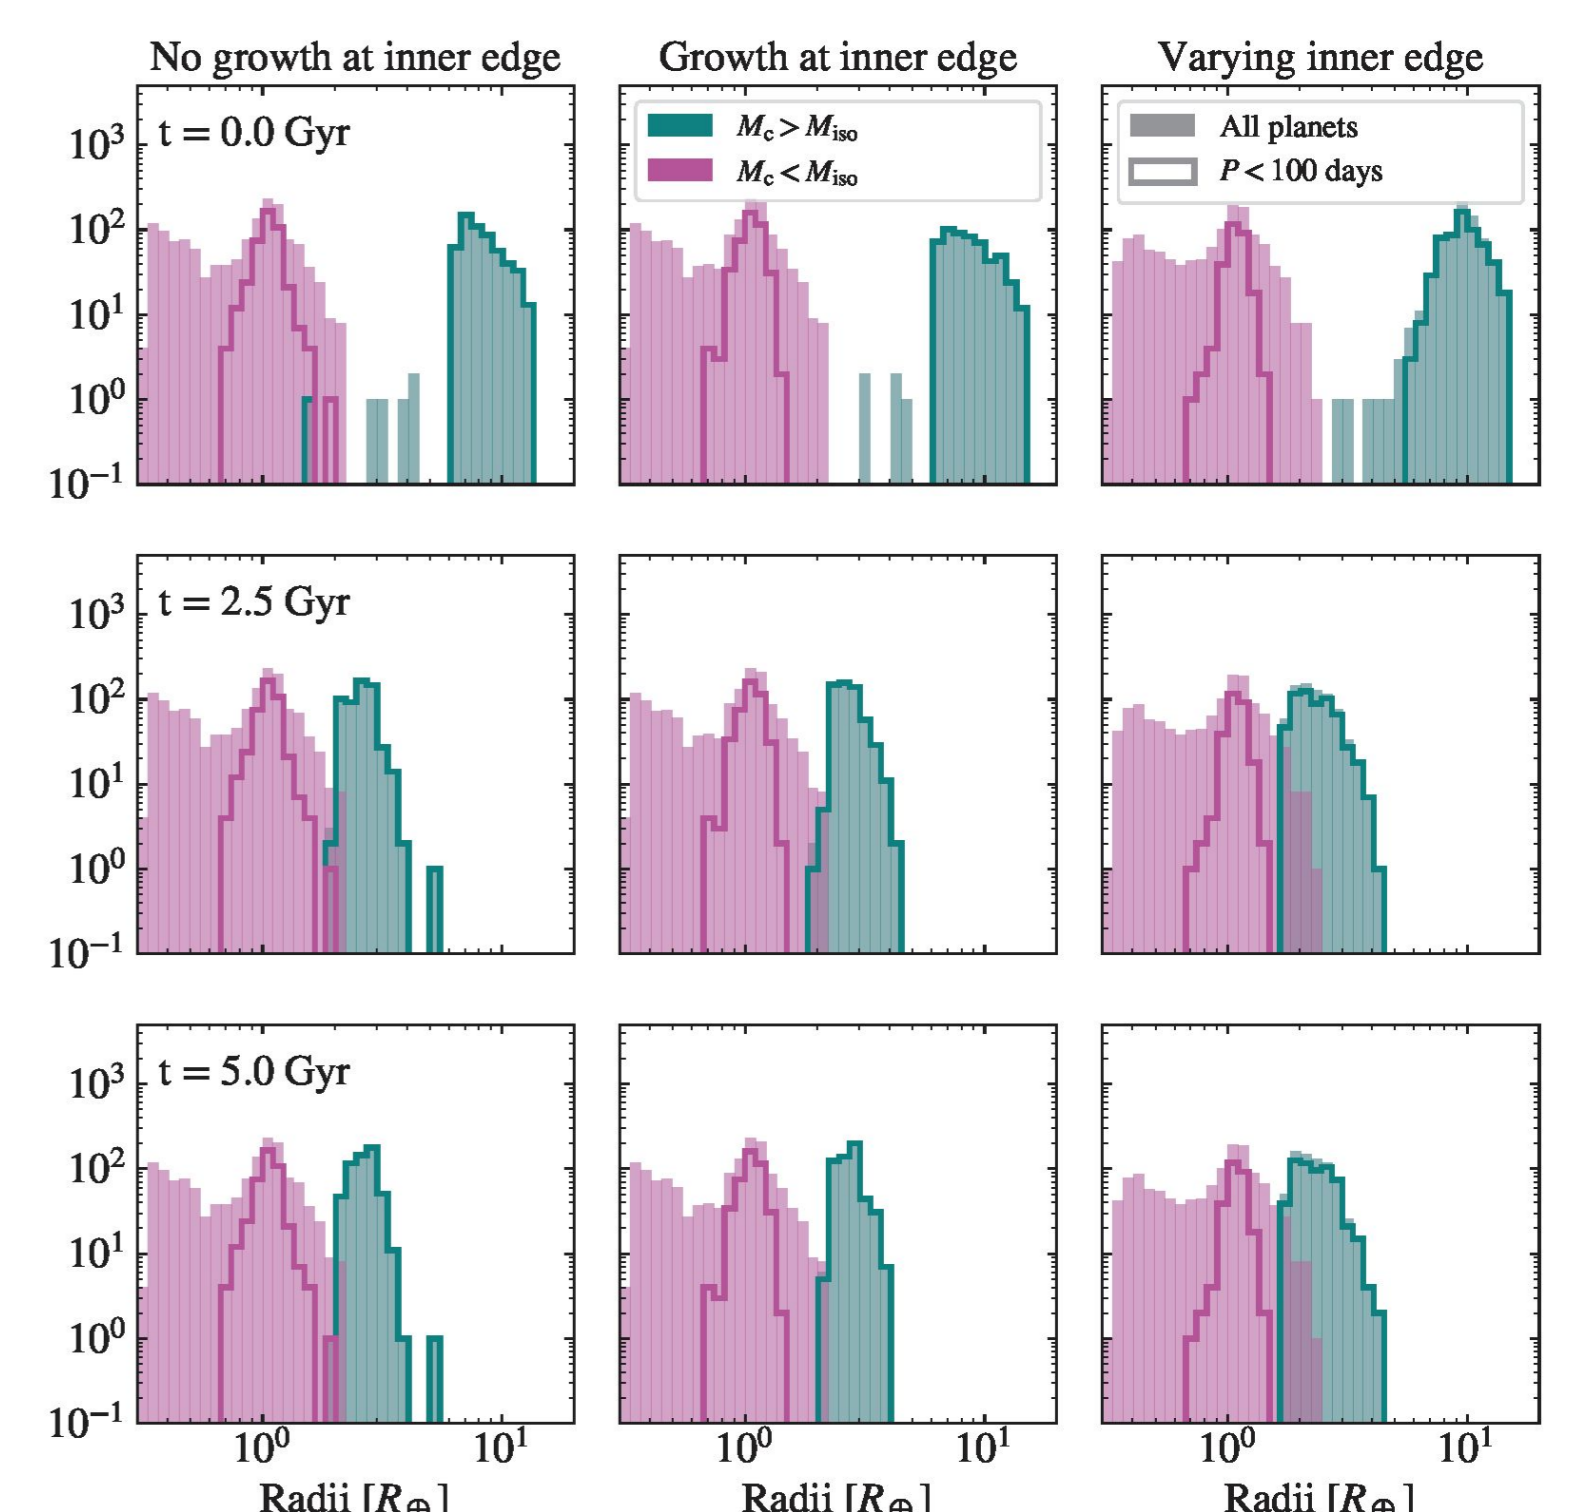 No growth at inner edge
Growth at inner edge
Varying inner edge
t = 0.0 Gyr
M_c > M_iso
M_c < M_iso
All planets
P < 100 days
10^3
10^2
10^1
10^0
10^−1
t = 2.5 Gyr
10^3
10^2
10^1
10^0
10^−1
t = 5.0 Gyr
10^3
10^2
10^1
10^0
10^−1
10^0 10^1
10^0 10^1
10^0 10^1
Radii [R_⊕]
Radii [R_⊕]
Radii [R_⊕]